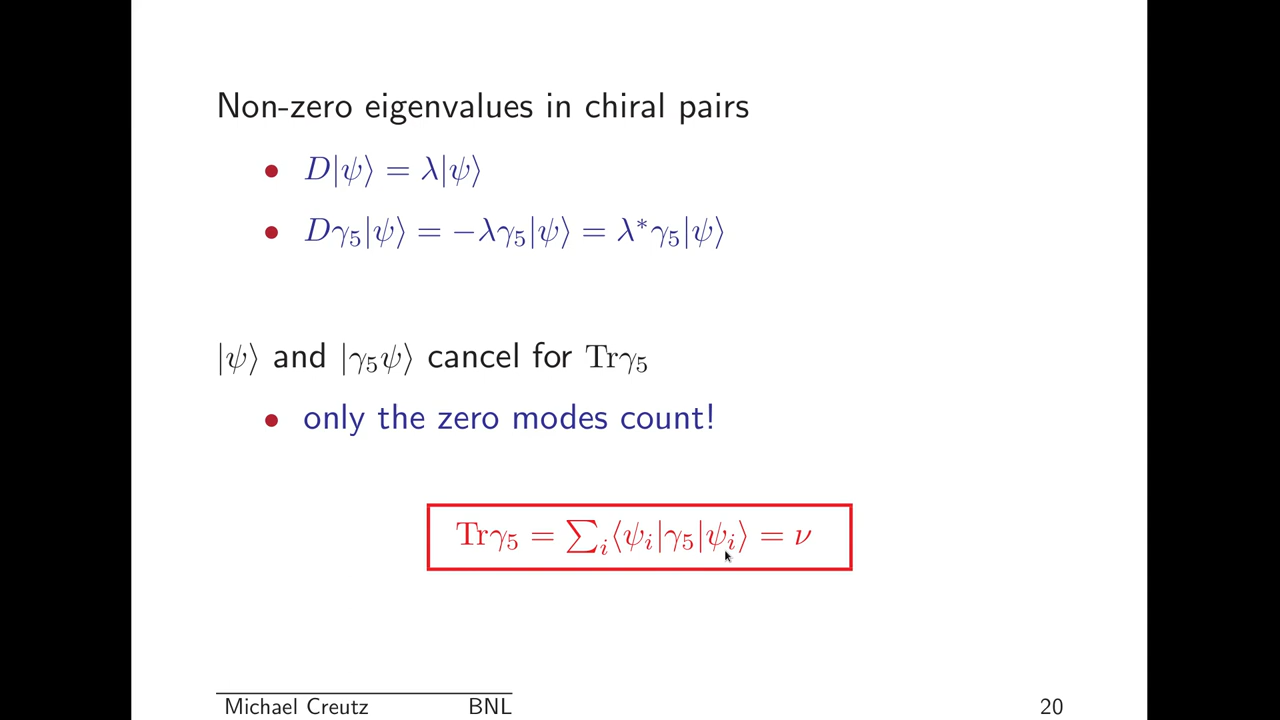 Non-zero eigenvalues in chiral pairs
• D|ψ⟩ = λ|ψ⟩
• Dγ₅|ψ⟩ = −λγ₅|ψ⟩ = λ*γ₅|ψ⟩
|ψ⟩ and |γ₅ψ⟩ cancel for Trγ₅
• only the zero modes count!
Trγ₅ = ∑ᵢ⟨ψᵢ|γ₅|ψᵢ⟩ = ν
Michael Creutz BNL 20